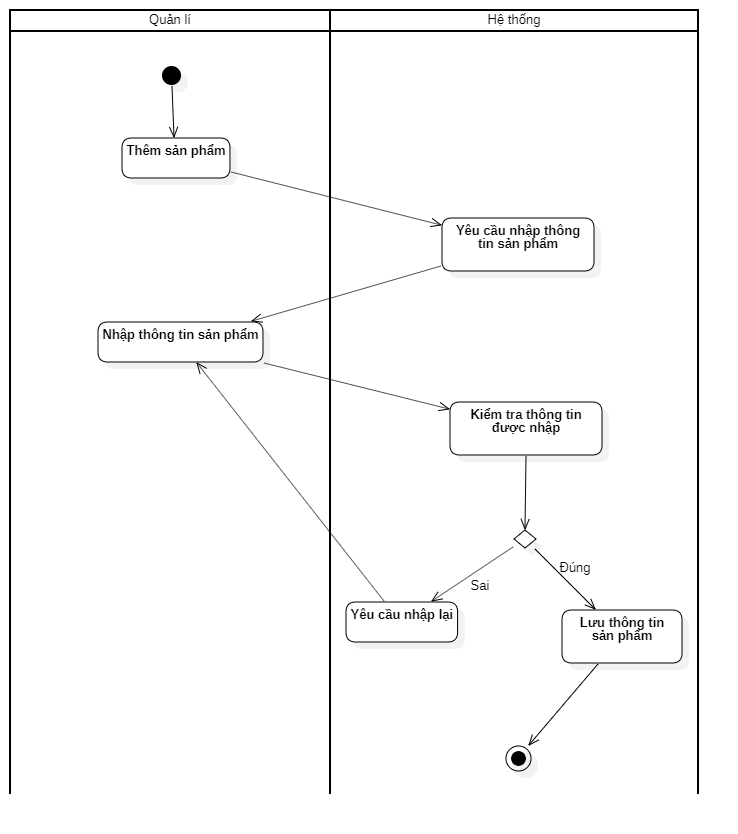 Quản lí
Hệ thống
Thêm sản phẩm
Yêu cầu nhập thông
tin sản phẩm
Nhập thông tin sản phẩm
Kiểm tra thông tin
được nhập
Đúng
Sai
Yêu cầu nhập lại
Lưu thông tin
sản phẩm